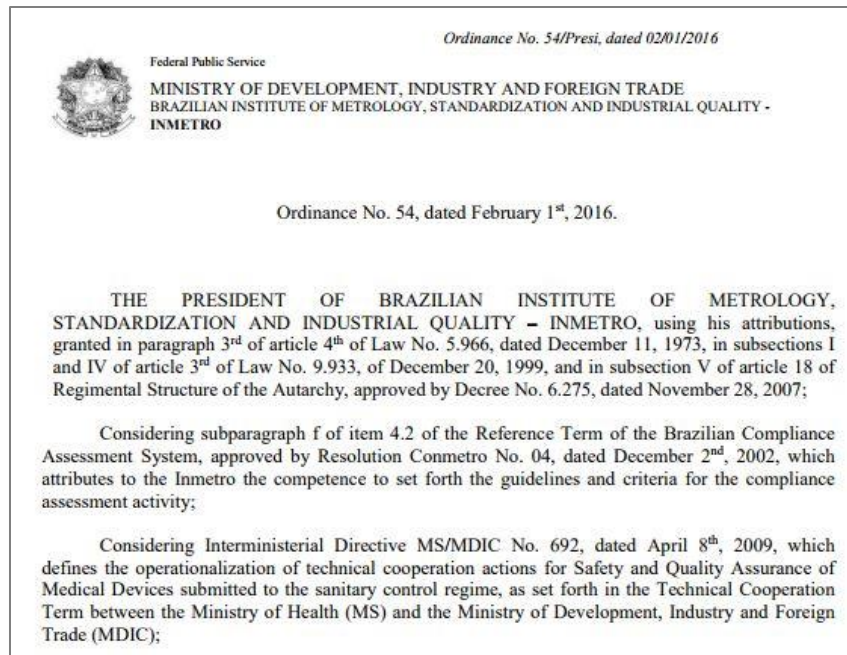 Ordinance No. 54/Presi, dated 02/01/2016
Federal Public Service
MINISTRY OF DEVELOPMENT, INDUSTRY AND FOREIGN TRADE
BRAZILIAN INSTITUTE OF METROLOGY, STANDARDIZATION AND INDUSTRIAL QUALITY -
INMETRO
Ordinance No. 54, dated February 1st, 2016.
THE PRESIDENT OF BRAZILIAN INSTITUTE OF METROLOGY,
STANDARDIZATION AND INDUSTRIAL QUALITY – INMETRO, using his attributions,
granted in paragraph 3rd of article 4th of Law No. 5.966, dated December 11, 1973, in subsections I
and IV of article 3rd of Law No. 9.933, of December 20, 1999, and in subsection V of article 18 of
Regimental Structure of the Autarchy, approved by Decree No. 6.275, dated November 28, 2007;
Considering subparagraph f of item 4.2 of the Reference Term of the Brazilian Compliance
Assessment System, approved by Resolution Conmetro No. 04, dated December 2nd, 2002, which
attributes to the Inmetro the competence to set forth the guidelines and criteria for the compliance
assessment activity;
Considering Interministerial Directive MS/MDIC No. 692, dated April 8th, 2009, which
defines the operationalization of technical cooperation actions for Safety and Quality Assurance of
Medical Devices submitted to the sanitary control regime, as set forth in the Technical Cooperation
Term between the Ministry of Health (MS) and the Ministry of Development, Industry and Foreign
Trade (MDIC);